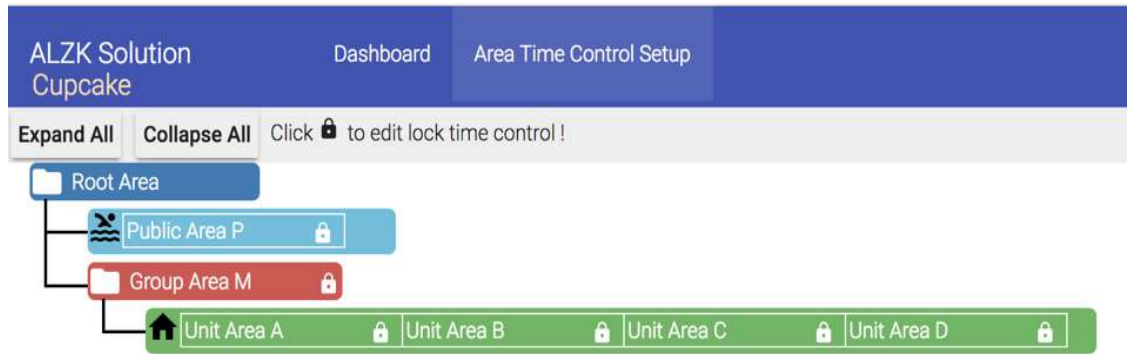 ALZK Solution
Cupcake
Dashboard
Area Time Control Setup
Expand All
Collapse All
Click to edit lock time control !
Root Area
Public Area P
Group Area M
Unit Area A
Unit Area B
Unit Area C
Unit Area D